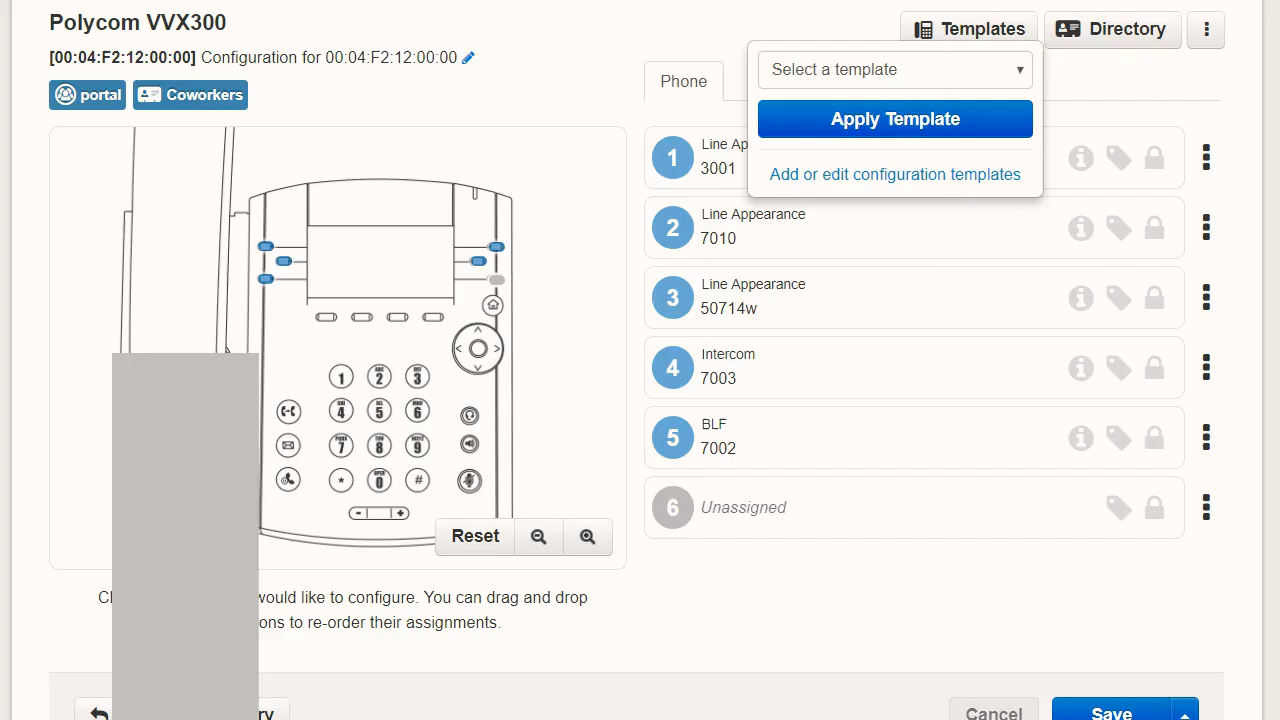 Polycom VVX300
Templates
Directory
[00:04:F2:12:00:00] Configuration for 00:04:F2:12:00:00
portal
Coworkers
Phone
Select a template
Apply Template
Add or edit configuration templates
1
Line Ap
3001
2
Line Appearance
7010
3
Line Appearance
50714w
4
Intercom
7003
5
BLF
7002
6
Unassigned
1 2 3
4 5 6
7 8 9
* 0 #
- +
Reset
would like to configure. You can drag and drop
to re-order their assignments.
Cancel
Save